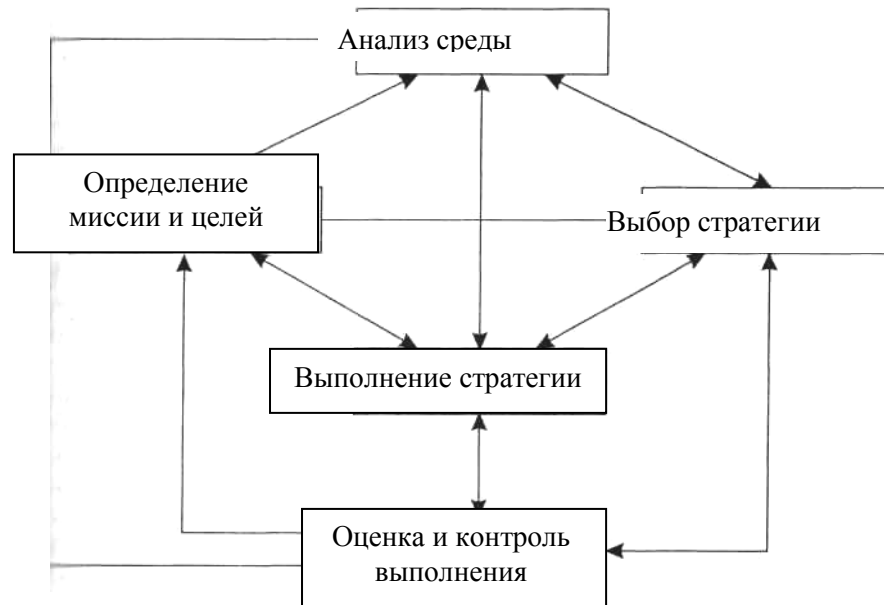 Анализ среды
Определение
миссии и целей
Выбор стратегии
Выполнение стратегии
Оценка и контроль
выполнения